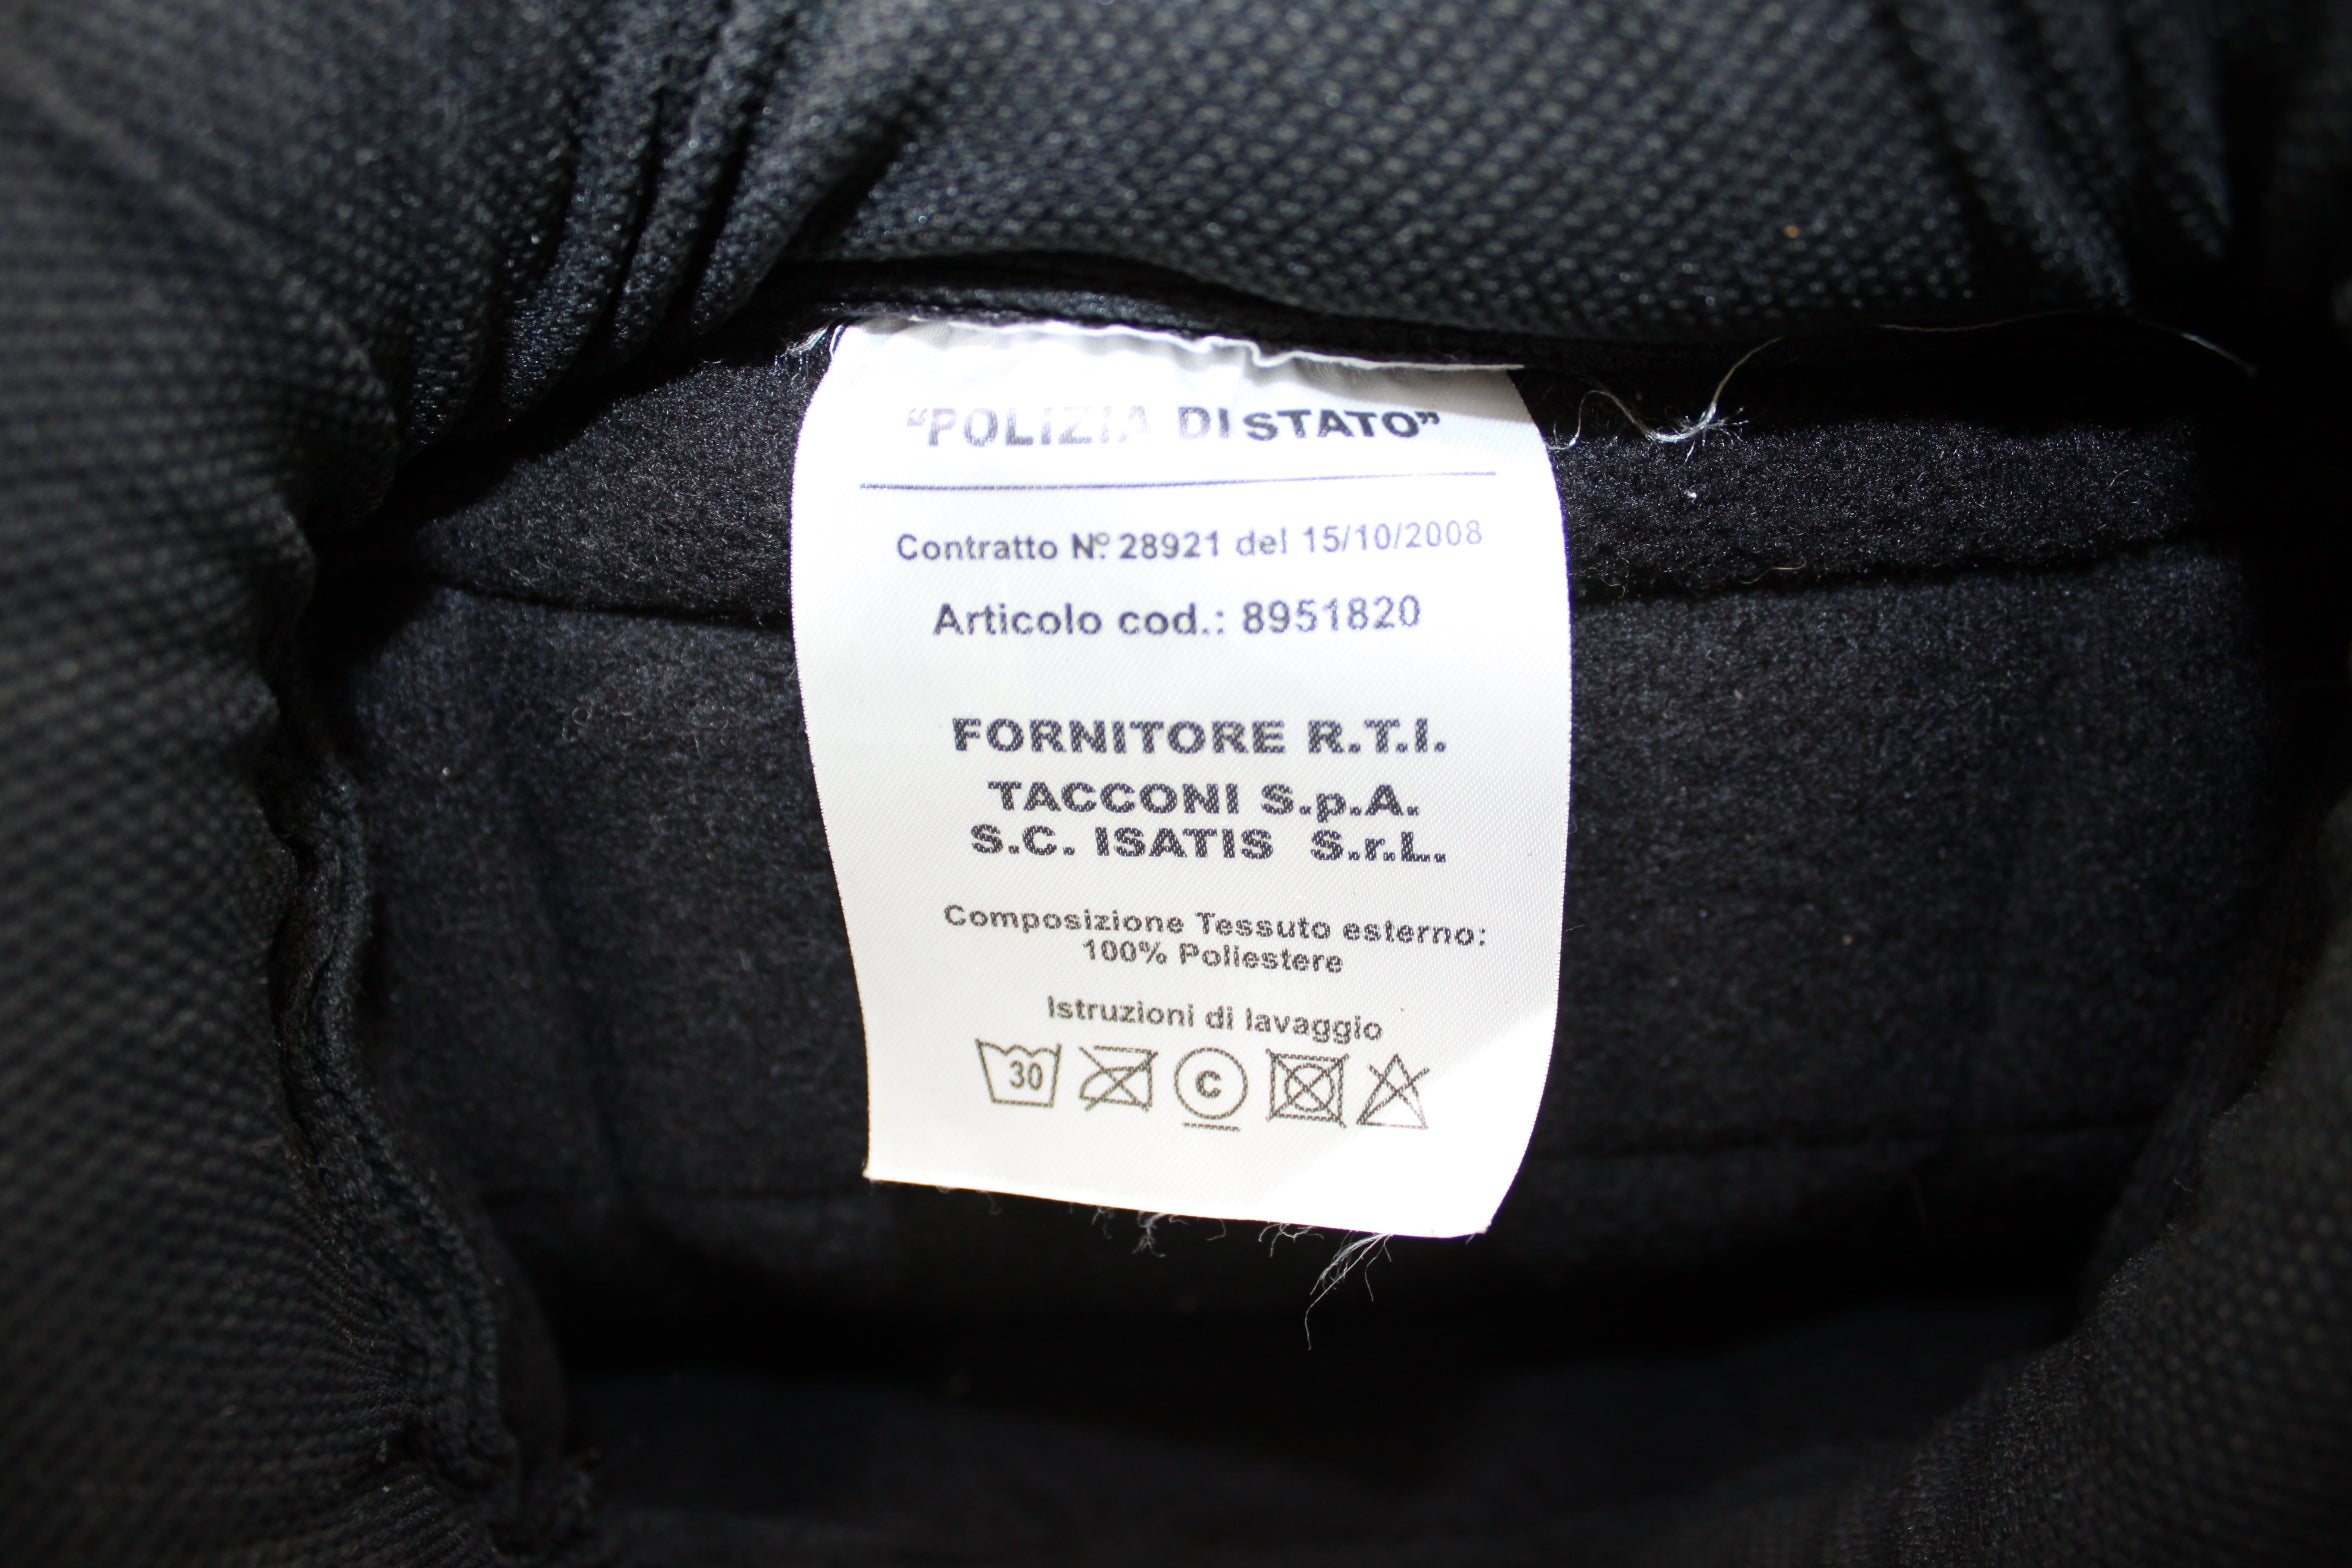 “POLIZIA DI STATO”
Contratto N.° 28921 del 15/10/2008
Articolo cod.: 8951820
FORNITORE R.T.I.
TACCONI S.p.A.
S.C. ISATIS S.r.L.
Composizione Tessuto esterno:
100% Poliestere
Istruzioni di lavaggio
30 C